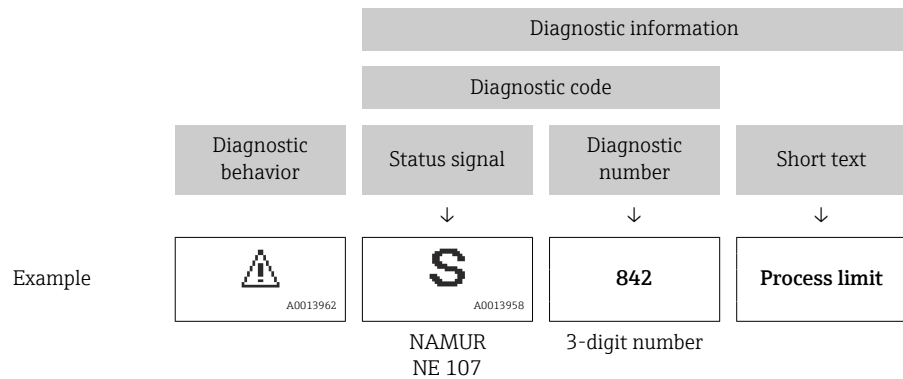 Diagnostic information
Diagnostic code
Diagnostic
behavior
Status signal
Diagnostic
number
Short text
↓ ↓ ↓
Example
A0013962
S
A0013958
842
Process limit
NAMUR
NE 107
3-digit number